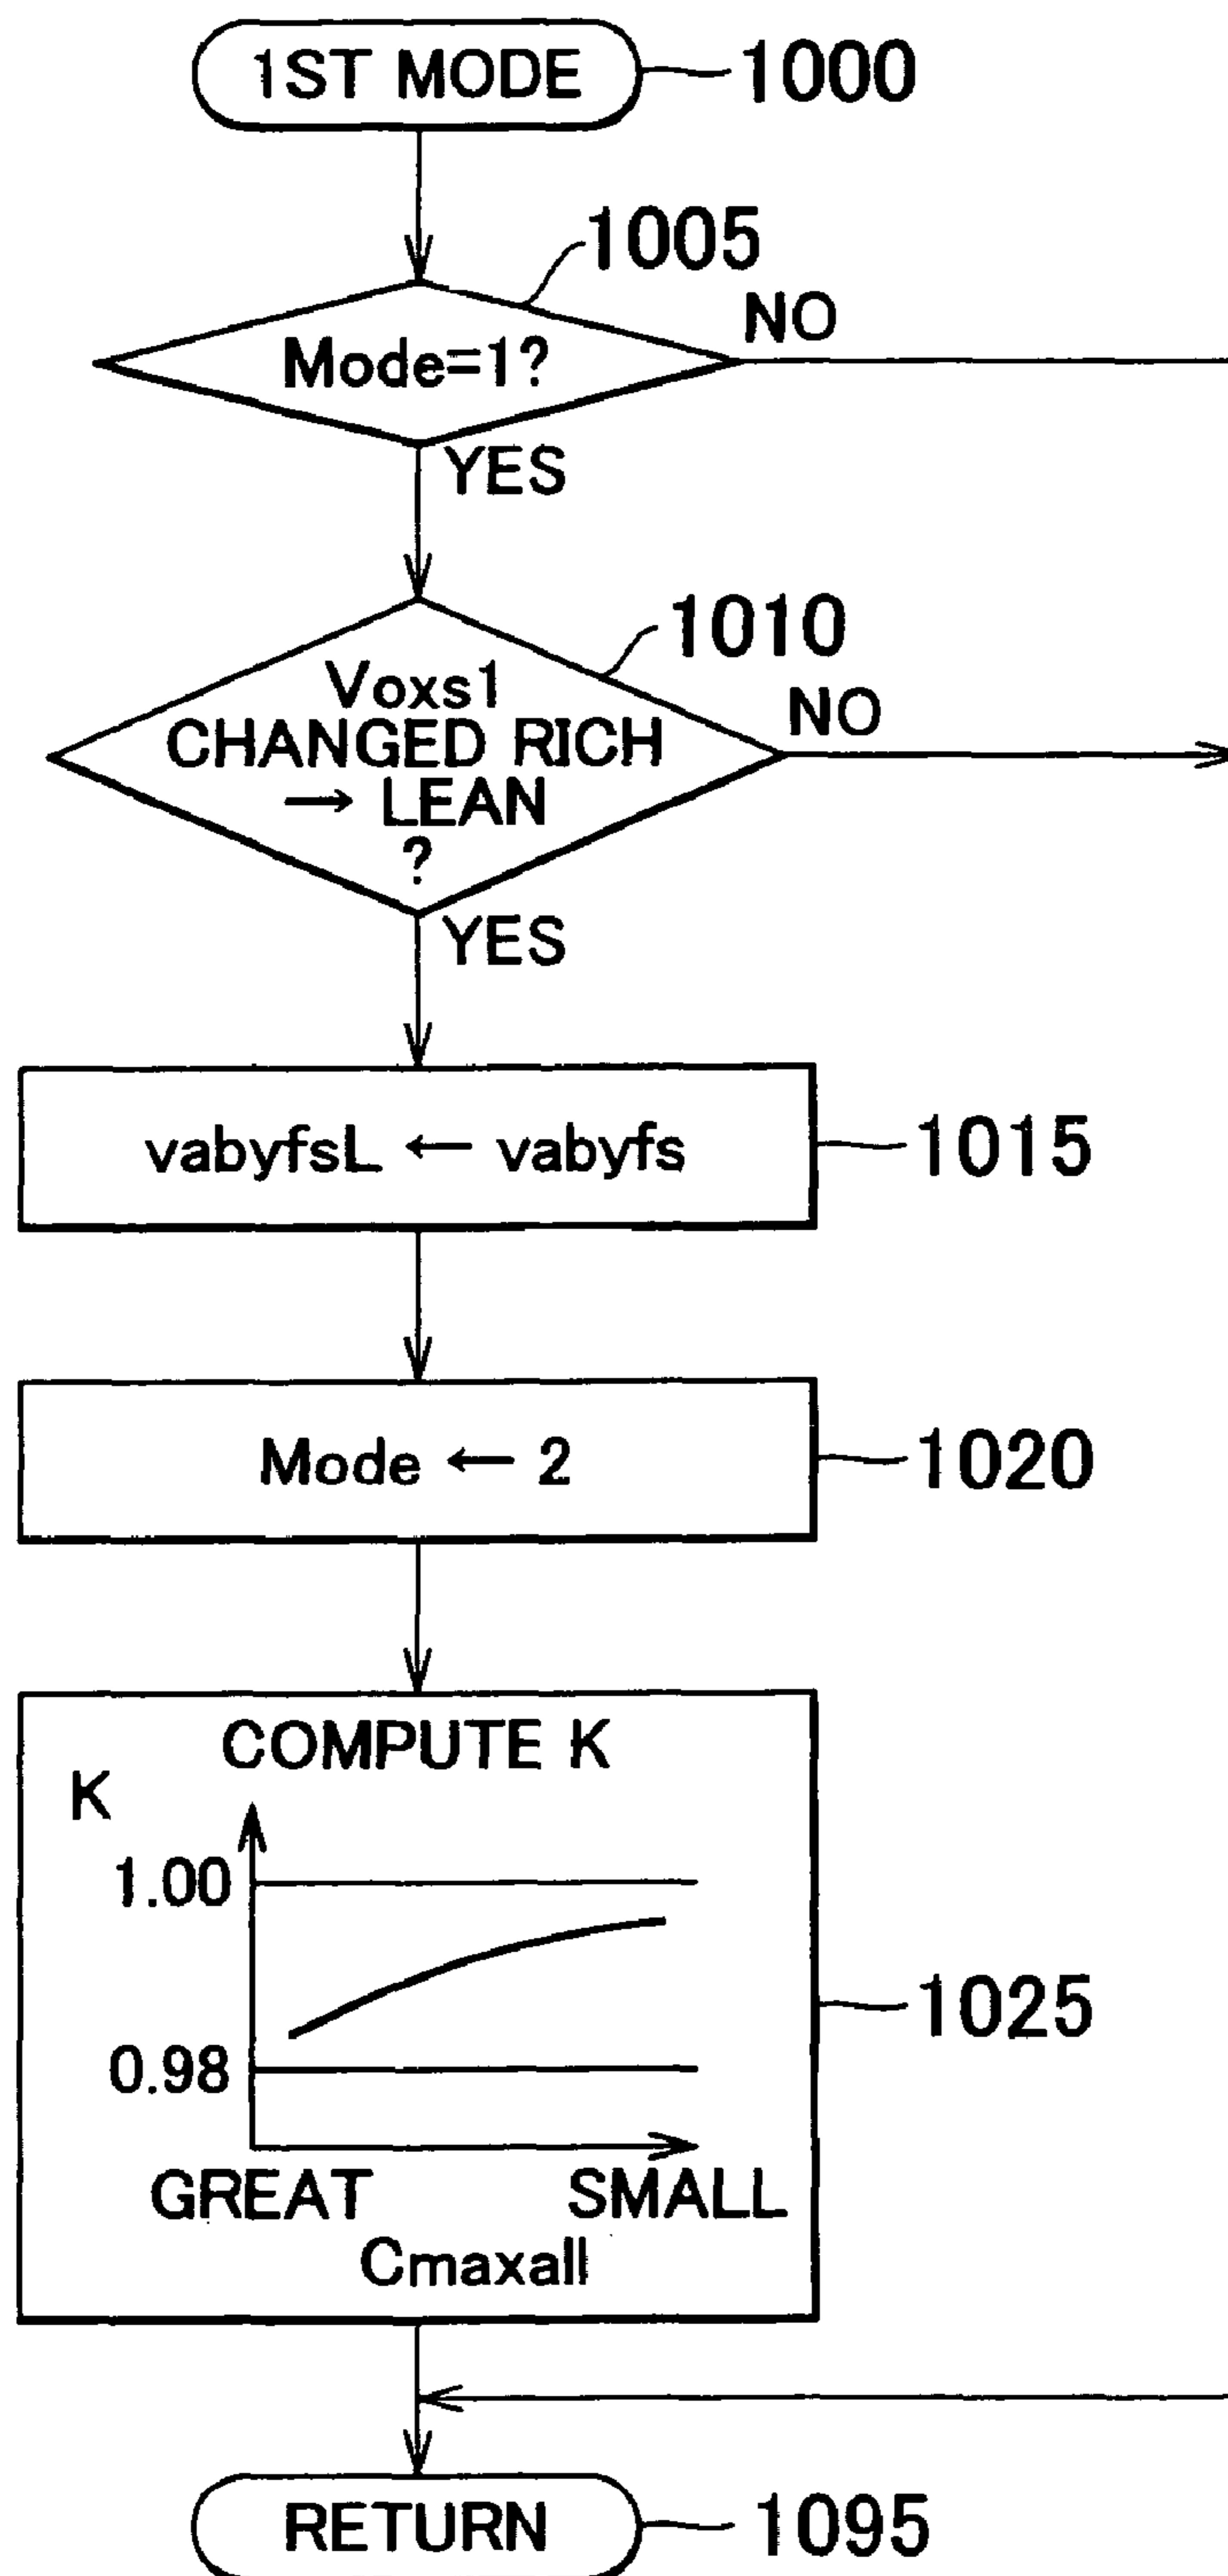 1ST MODE
1000
1005
Mode=1?
NO
YES
1010
Voxs1
CHANGED RICH
→ LEAN
?
NO
YES
vabyfsL ← vabyfs
1015
Mode ← 2
1020
COMPUTE K
K
1.00
0.98
GREAT
SMALL
Cmaxall
1025
RETURN
1095